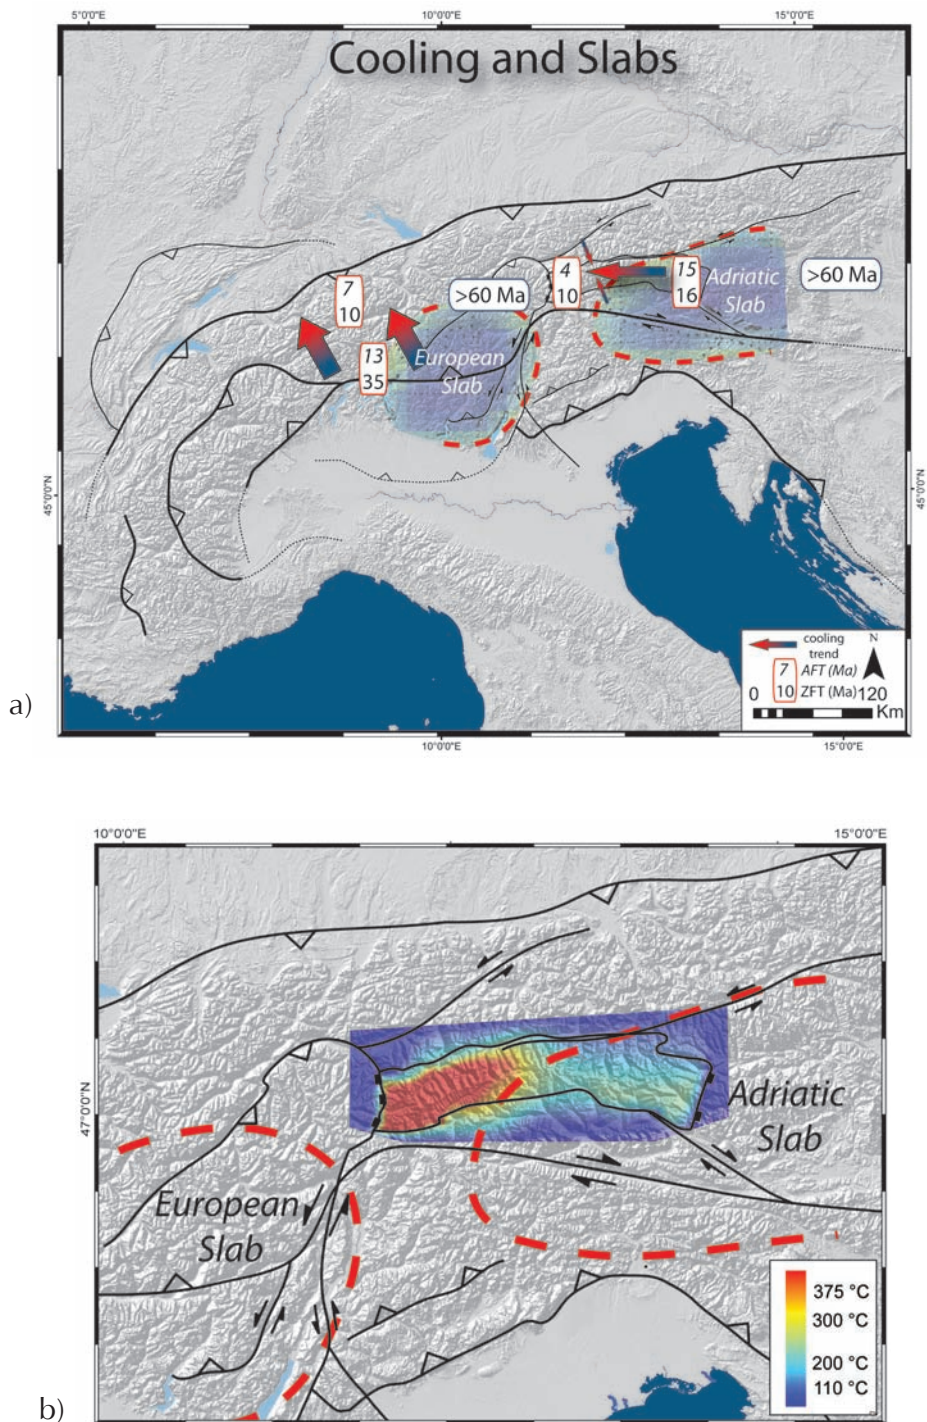 5°0'0"E
10°0'0"E
15°0'0"E
Cooling and Slabs
4
10
15
16
Adriatic
Slab
>60 Ma
>60 Ma
7
10
13
35
European
Slab
45°0'0"N
45°0'0"N
cooling
trend
N
7
AFT (Ma)
10
ZFT (Ma)
0
120
Km
a)
10°0'0"E
15°0'0"E
10°0'0"E
15°0'0"E
47°0'0"N
Adriatic
Slab
European
Slab
375 °C
300 °C
200 °C
110 °C
b)